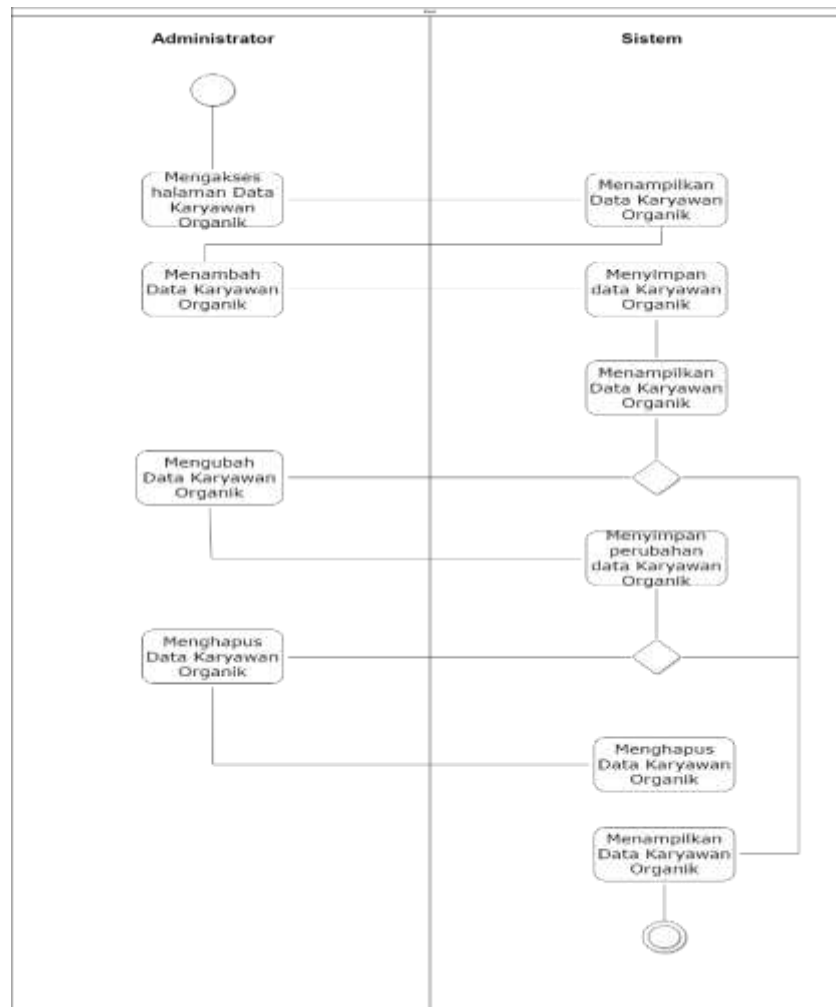 Administrator
Sistem
Mengakses
halaman Data
Karyawan
Organik
Menampilkan
Data Karyawan
Organik
Menambah
Data Karyawan
Organik
Menyimpan
data Karyawan
Organik
Menampilkan
Data Karyawan
Organik
Mengubah
Data Karyawan
Organik
Menyimpan
perubahan
data Karyawan
Organik
Menghapus
Data Karyawan
Organik
Menghapus
Data Karyawan
Organik
Menampilkan
Data Karyawan
Organik